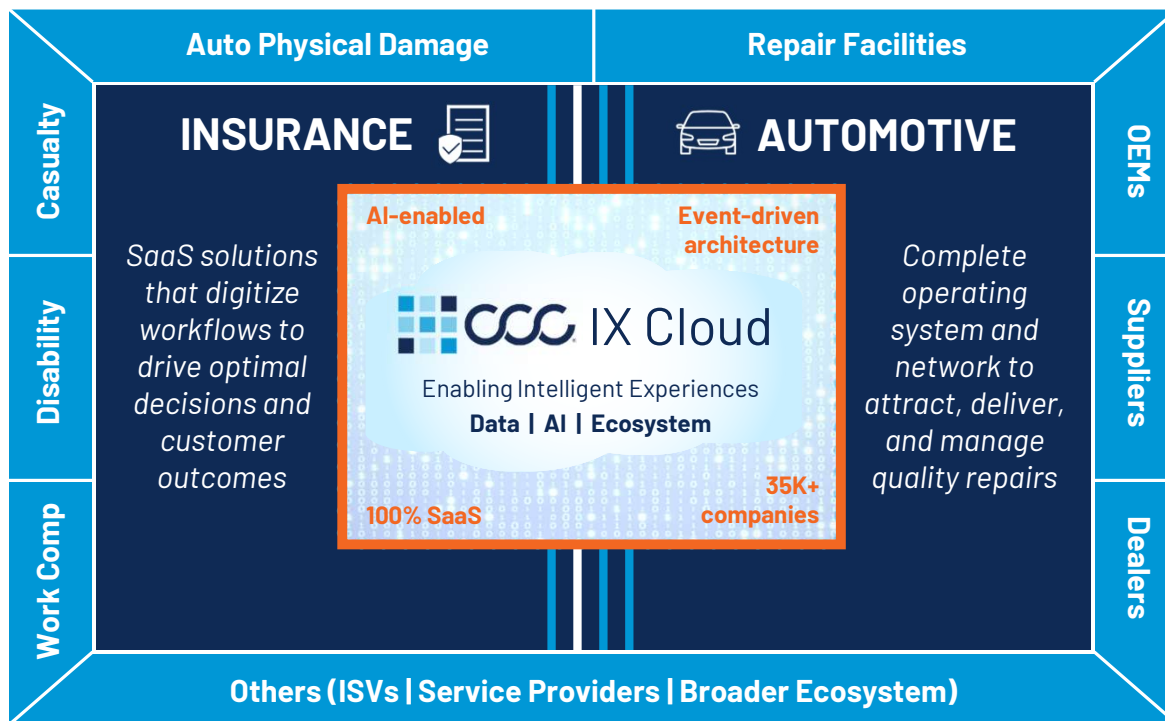 Auto Physical Damage
Repair Facilities
Casualty
Disability
Work Comp
INSURANCE
SaaS solutions
that digitize
workflows to
drive optimal
decisions and
customer
outcomes
AI-enabled
Event-driven
architecture
CCC IX Cloud
Enabling Intelligent Experiences
Data | AI | Ecosystem
100% SaaS
35K+
companies
AUTOMOTIVE
Complete
operating
system and
network to
attract, deliver,
and manage
quality repairs
OEMs
Suppliers
Dealers
Others (ISVs | Service Providers | Broader Ecosystem)